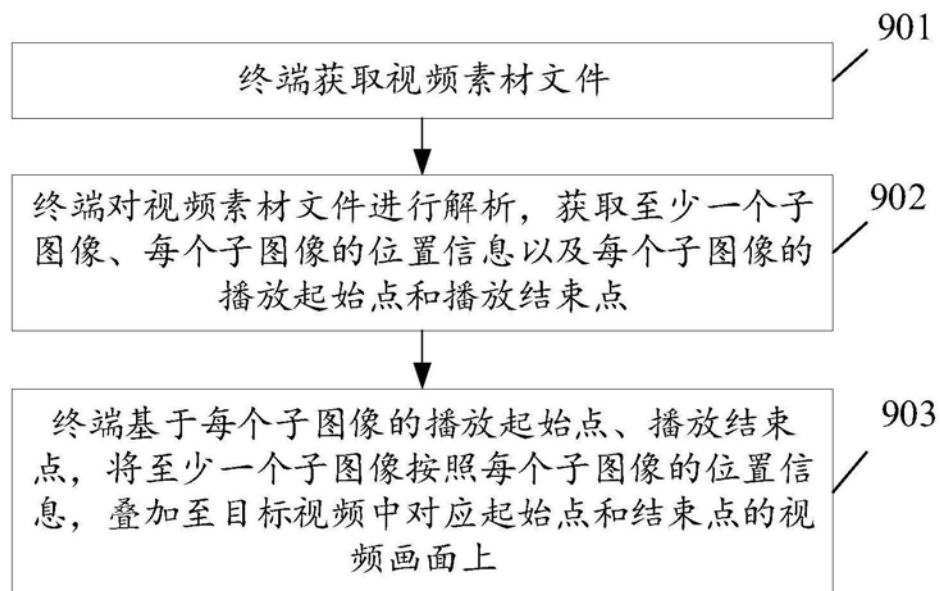 901
终端获取视频素材文件
902
终端对视频素材文件进行解析，获取至少一个子
图像、每个子图像的位置信息以及每个子图像的
播放起始点和播放结束点
903
终端基于每个子图像的播放起始点、播放结束
点，将至少一个子图像按照每个子图像的位置信
息，叠加至目标视频中对应起始点和结束点的视
频画面上